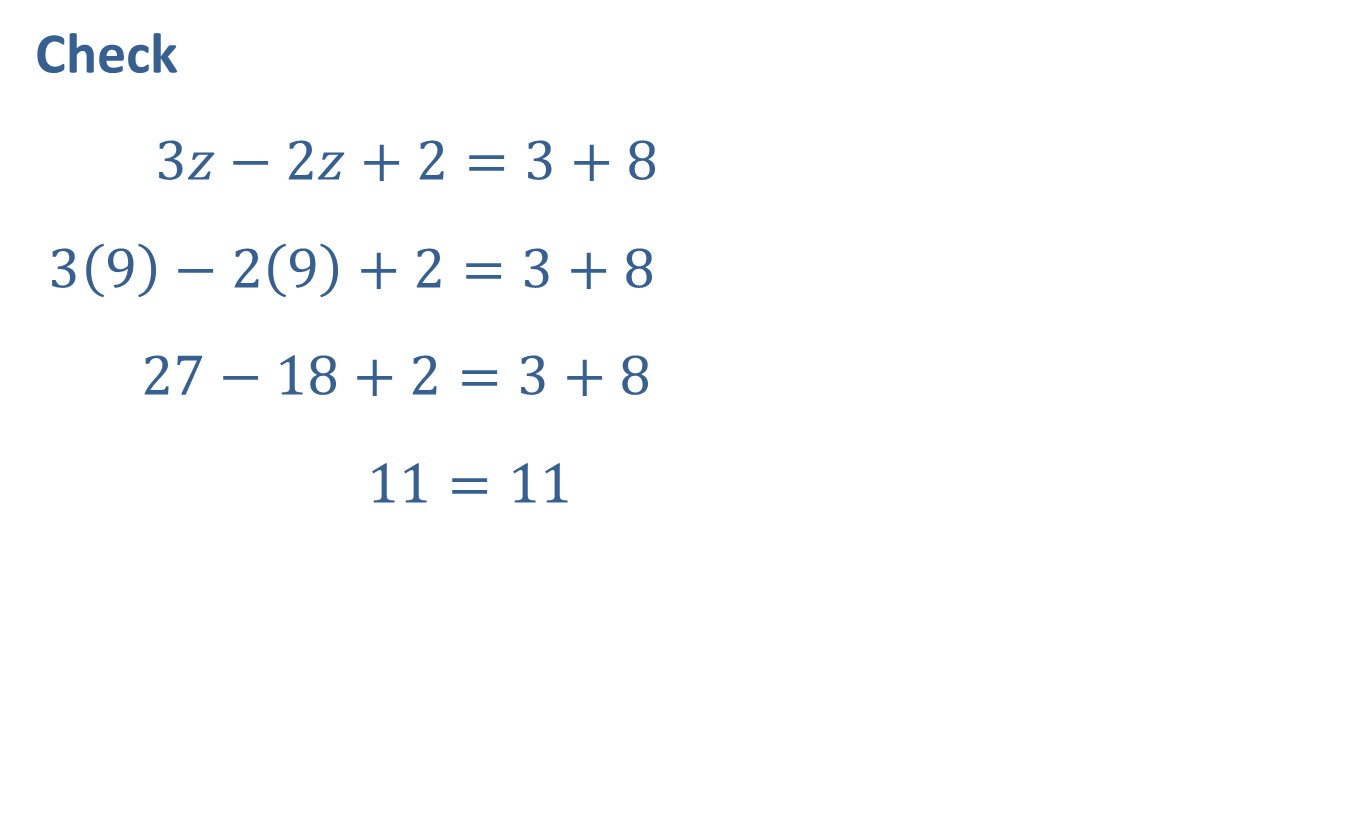 Check
3z − 2z + 2 = 3 + 8
3(9) − 2(9) + 2 = 3 + 8
27 − 18 + 2 = 3 + 8
11 = 11